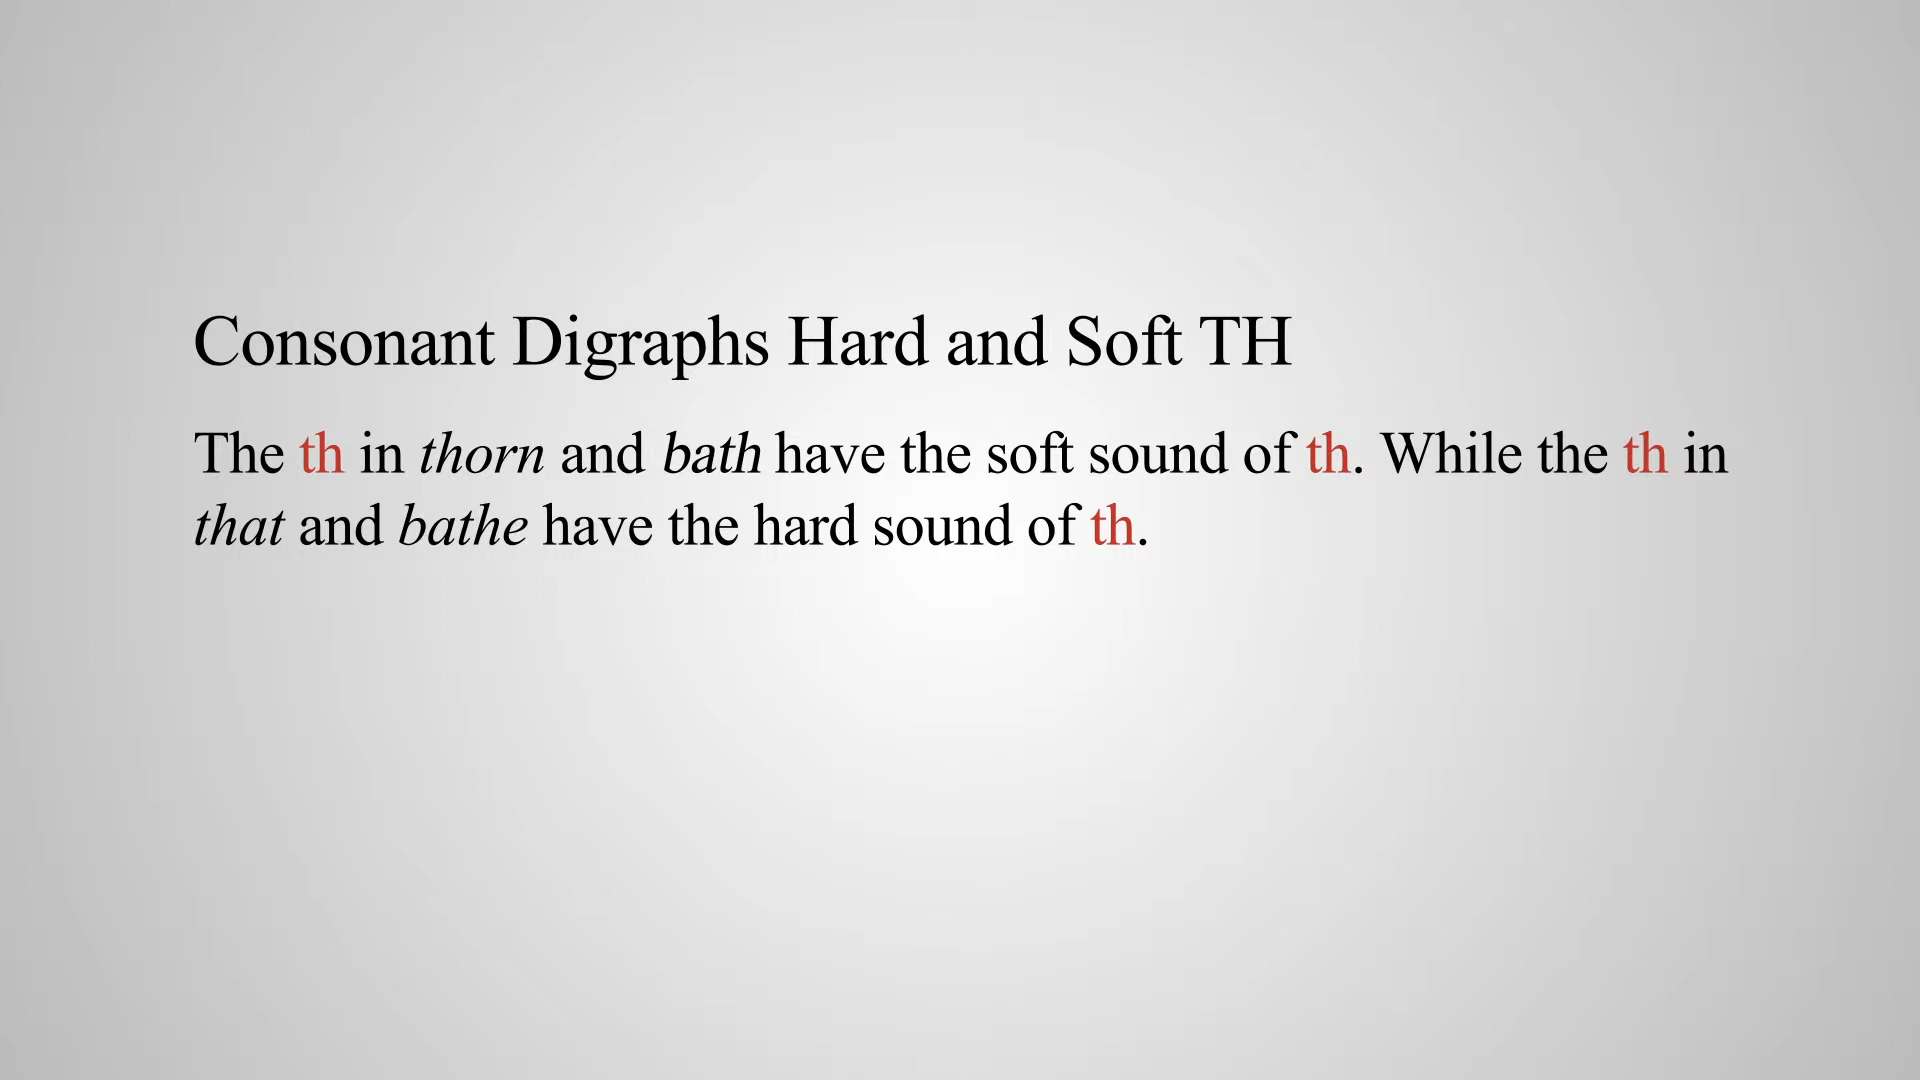 Consonant Digraphs Hard and Soft TH
The th in thorn and bath have the soft sound of th. While the th in
that and bathe have the hard sound of th.